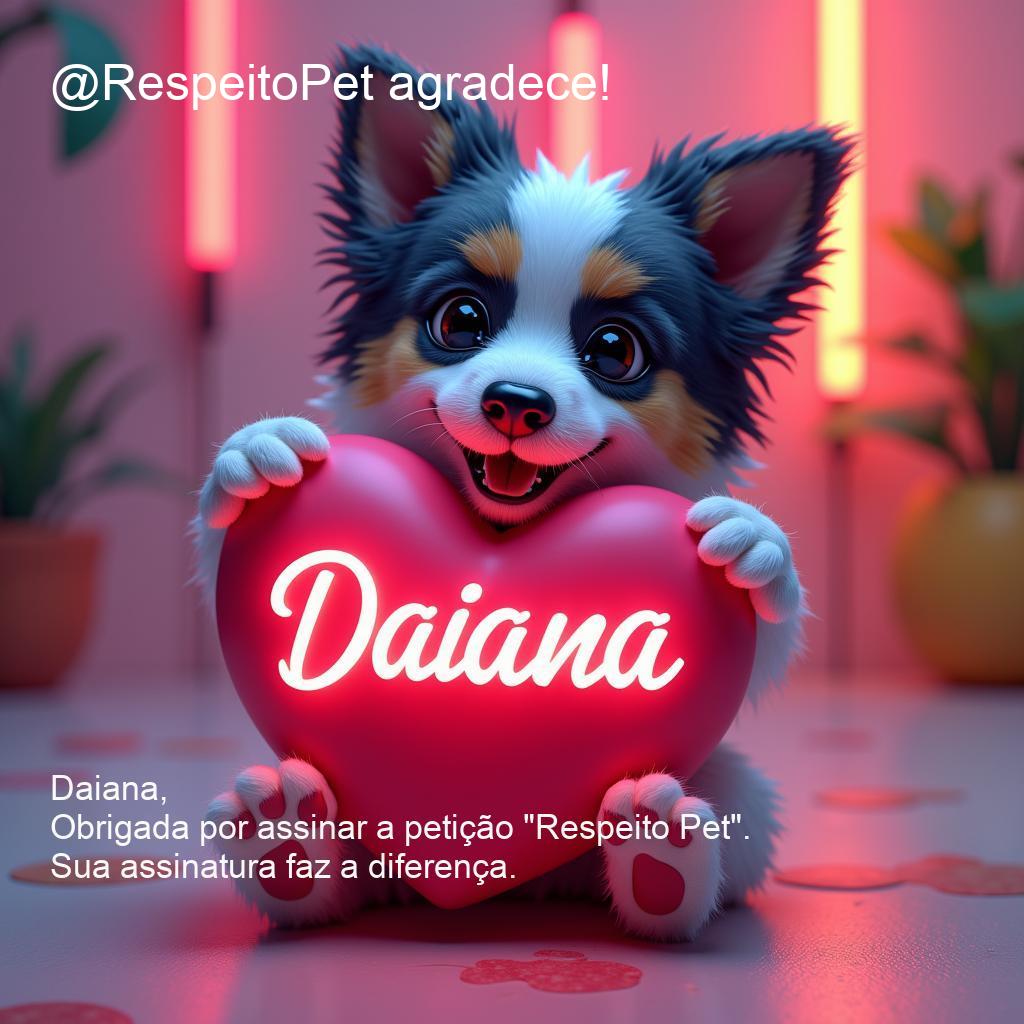 @RespeitoPet agradece!
Daiana
Daiana,
Obrigada por assinar a petição "Respeito Pet".
Sua assinatura faz a diferença.